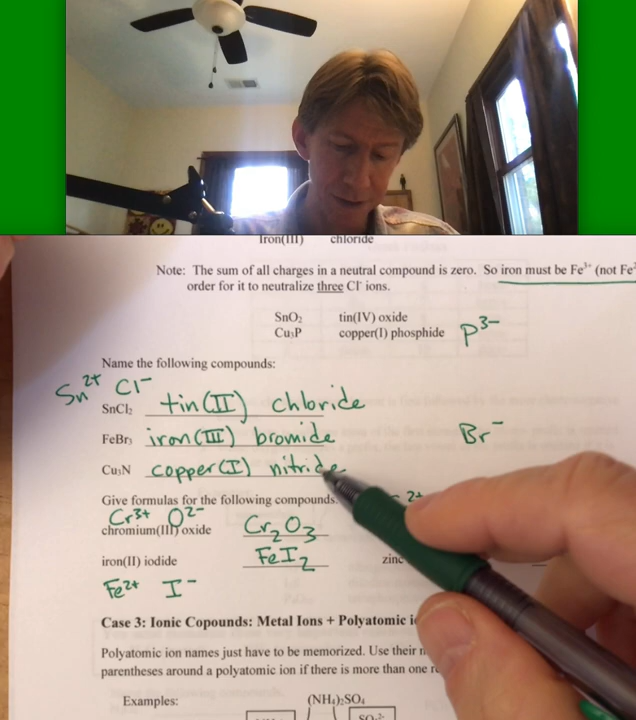 Iron(III) chloride
Note: The sum of all charges in a neutral compound is zero. So iron must be Fe³⁺ (not Fe²
order for it to neutralize three Cl⁻ ions.
SnO₂ tin(IV) oxide
Cu₃P copper(I) phosphide P³⁻
Name the following compounds:
Sn²⁺ Cl⁻
SnCl₂ tin(II) chloride
FeBr₃ iron(III) bromide Br⁻
Cu₃N copper(I) nitride
Give formulas for the following compounds. 2+
Cr³⁺ O²⁻
chromium(III) oxide Cr₂O₃
iron(II) iodide FeI₂ zinc
Fe²⁺ I⁻
Case 3: Ionic Copounds: Metal Ions + Polyatomic
Polyatomic ion names just have to be memorized. Use their
parentheses around a polyatomic ion if there is more than one
Examples: (NH₄)₂SO₄
SO₄²⁻